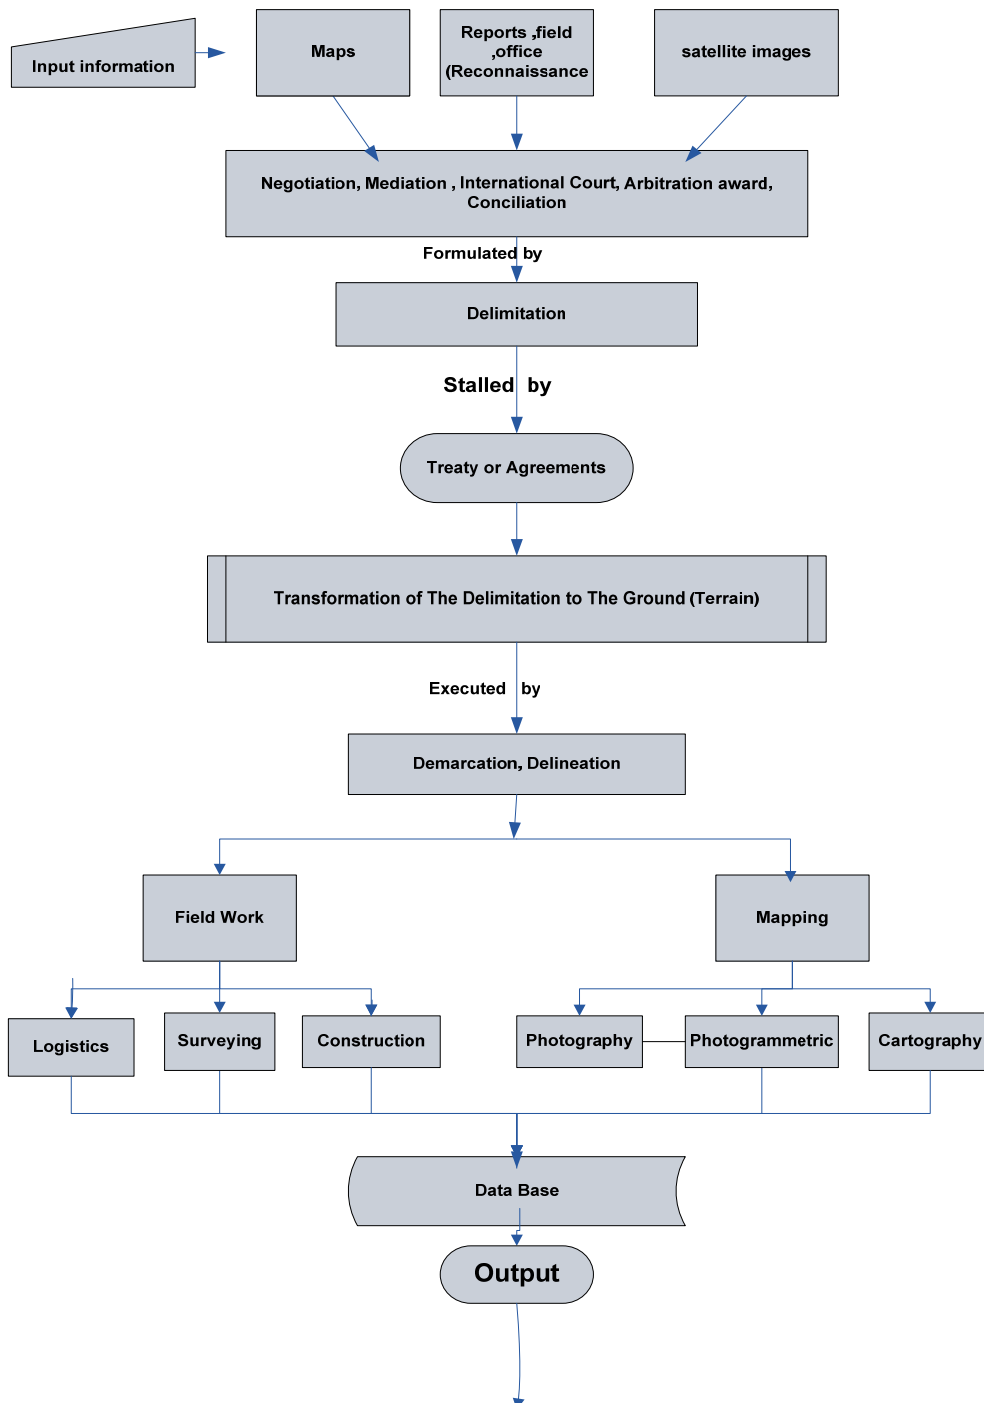 Input information
Maps
Reports ,field
,office
(Reconnaissance
satellite images
Negotiation, Mediation , International Court, Arbitration award,
Conciliation
Formulated by
Delimitation
Stalled by
Treaty or Agreements
Transformation of The Delimitation to The Ground (Terrain)
Executed by
Demarcation, Delineation
Field Work
Mapping
Logistics
Surveying
Construction
Photography
Photogrammetric
Cartography
Data Base
Output